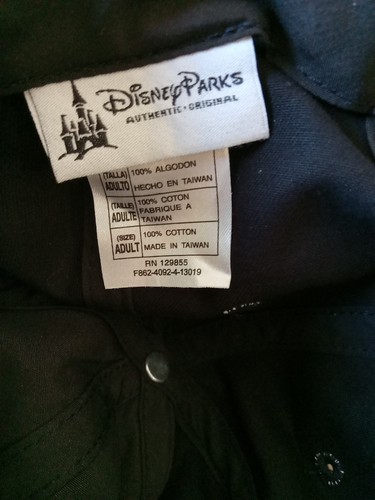 Disney Parks
AUTHENTIC · ORIGINAL
(TALLA) 100% ALGODON
ADULTO HECHO EN TAIWAN
(TAILLE) 100% COTON
ADULTE FABRIQUE A
TAIWAN
(SIZE) 100% COTTON
ADULT MADE IN TAIWAN
RN 129855
F862-4092-4-13019